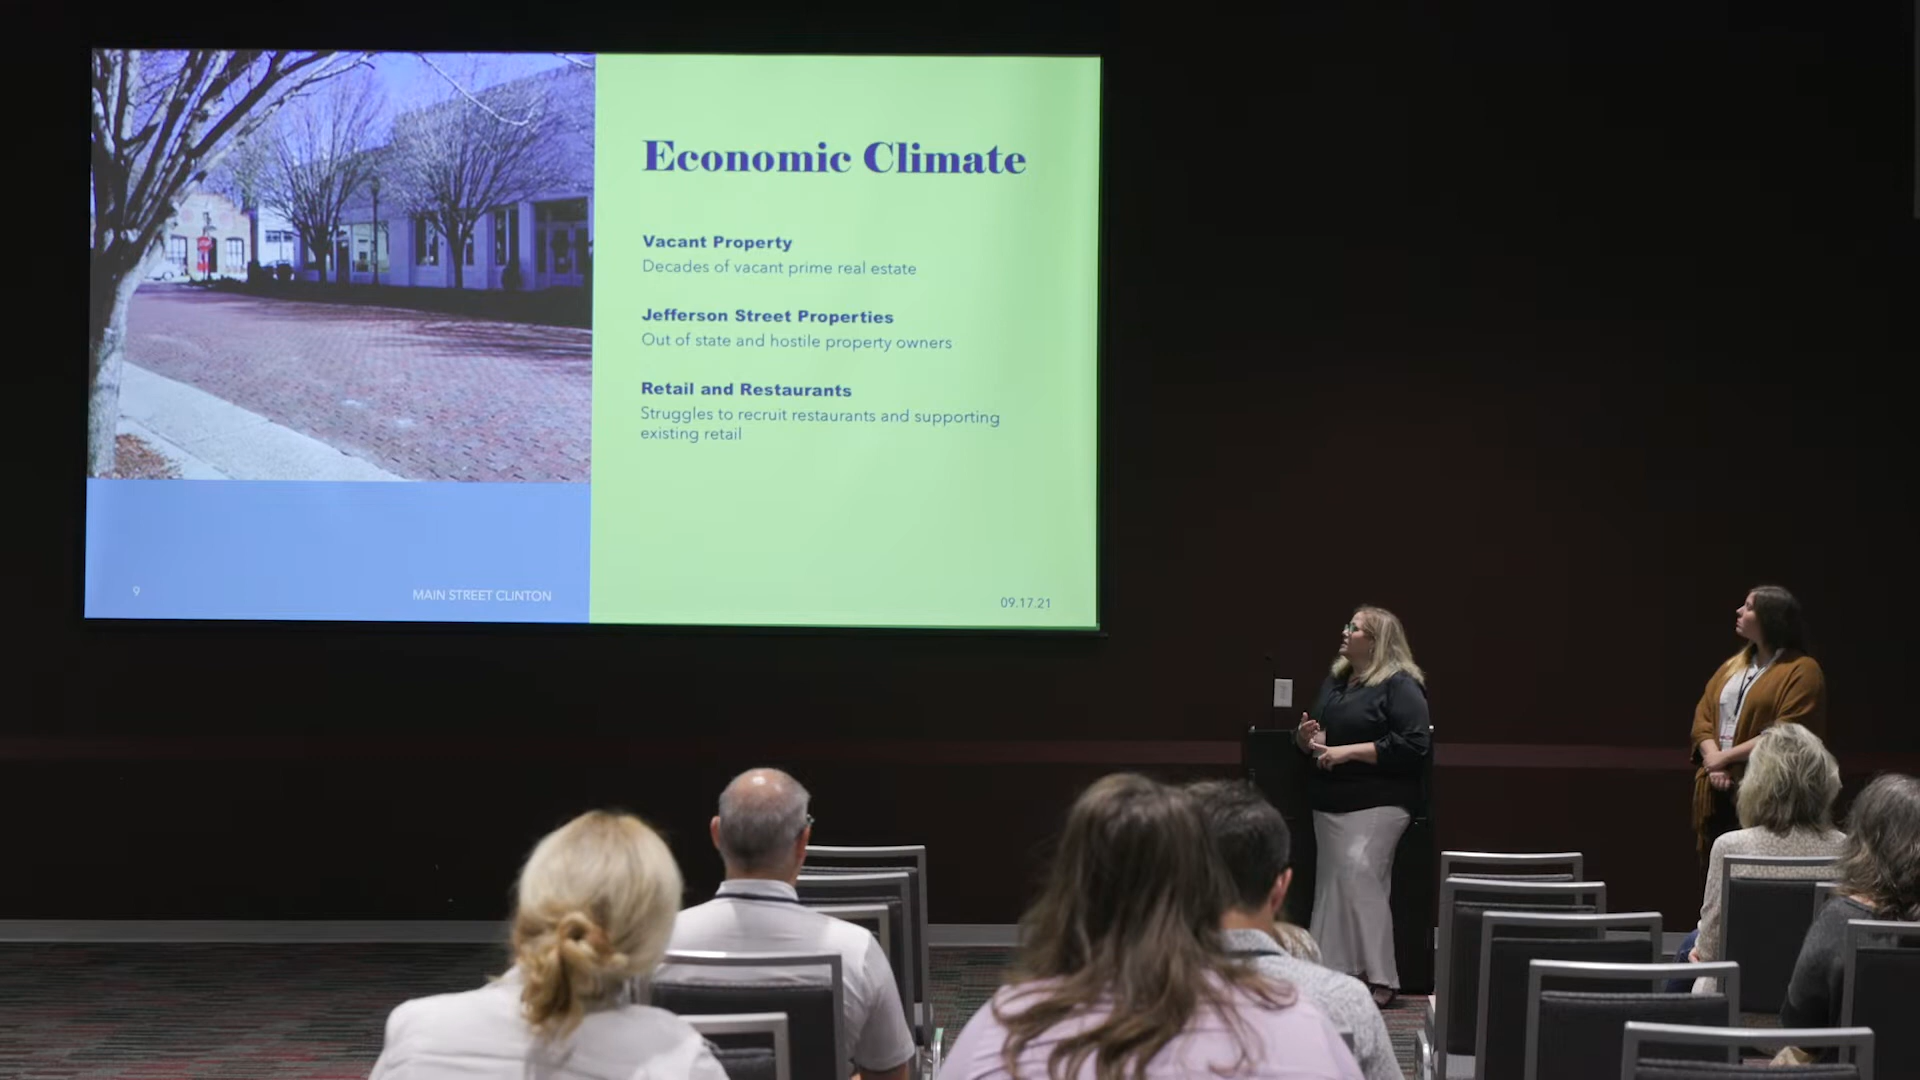 Economic Climate
Vacant Property
Decades of vacant prime real estate
Jefferson Street Properties
Out of state and hostile property owners
Retail and Restaurants
Struggles to recruit restaurants and supporting
existing retail
9
MAIN STREET CLINTON
09.17.21